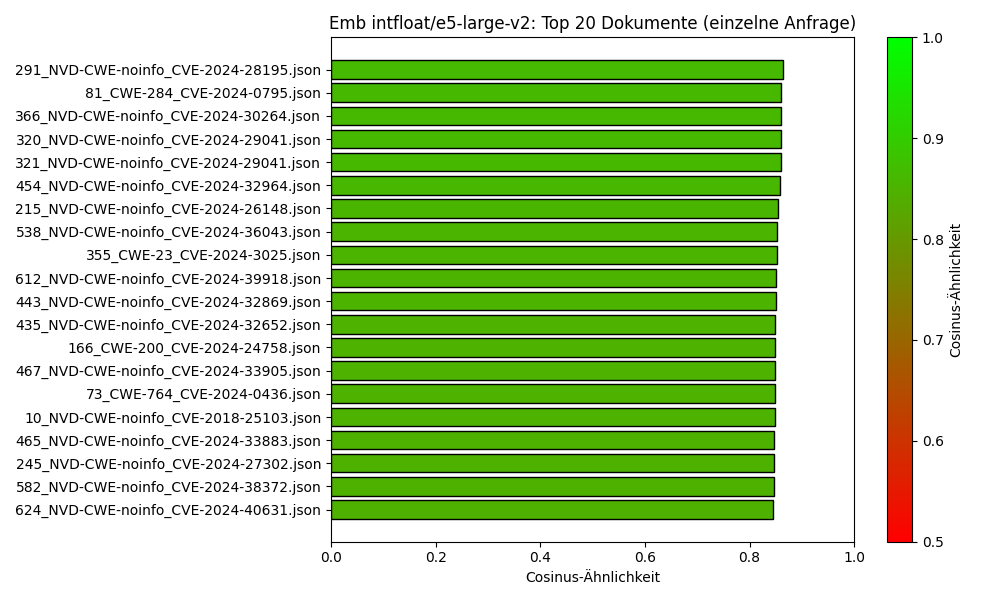 Emb intfloat/e5-large-v2: Top 20 Dokumente (einzelne Anfrage)
291_NVD-CWE-noinfo_CVE-2024-28195.json
81_CWE-284_CVE-2024-0795.json
366_NVD-CWE-noinfo_CVE-2024-30264.json
320_NVD-CWE-noinfo_CVE-2024-29041.json
321_NVD-CWE-noinfo_CVE-2024-29041.json
454_NVD-CWE-noinfo_CVE-2024-32964.json
215_NVD-CWE-noinfo_CVE-2024-26148.json
538_NVD-CWE-noinfo_CVE-2024-36043.json
355_CWE-23_CVE-2024-3025.json
612_NVD-CWE-noinfo_CVE-2024-39918.json
443_NVD-CWE-noinfo_CVE-2024-32869.json
435_NVD-CWE-noinfo_CVE-2024-32652.json
166_CWE-200_CVE-2024-24758.json
467_NVD-CWE-noinfo_CVE-2024-33905.json
73_CWE-764_CVE-2024-0436.json
10_NVD-CWE-noinfo_CVE-2018-25103.json
465_NVD-CWE-noinfo_CVE-2024-33883.json
245_NVD-CWE-noinfo_CVE-2024-27302.json
582_NVD-CWE-noinfo_CVE-2024-38372.json
624_NVD-CWE-noinfo_CVE-2024-40631.json
0.0 0.2 0.4 0.6 0.8 1.0
Cosinus-Ähnlichkeit
1.0
0.9
0.8
0.7
0.6
0.5
Cosinus-Ähnlichkeit